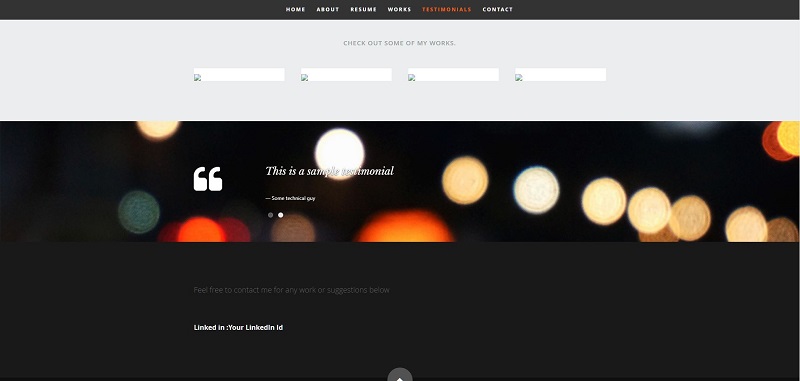 HOME ABOUT RESUME WORKS TESTIMONIALS CONTACT
CHECK OUT SOME OF MY WORKS.
This is a sample testimonial
— Some technical guy
Feel free to contact me for any work or suggestions below
Linked in :Your LinkedIn Id